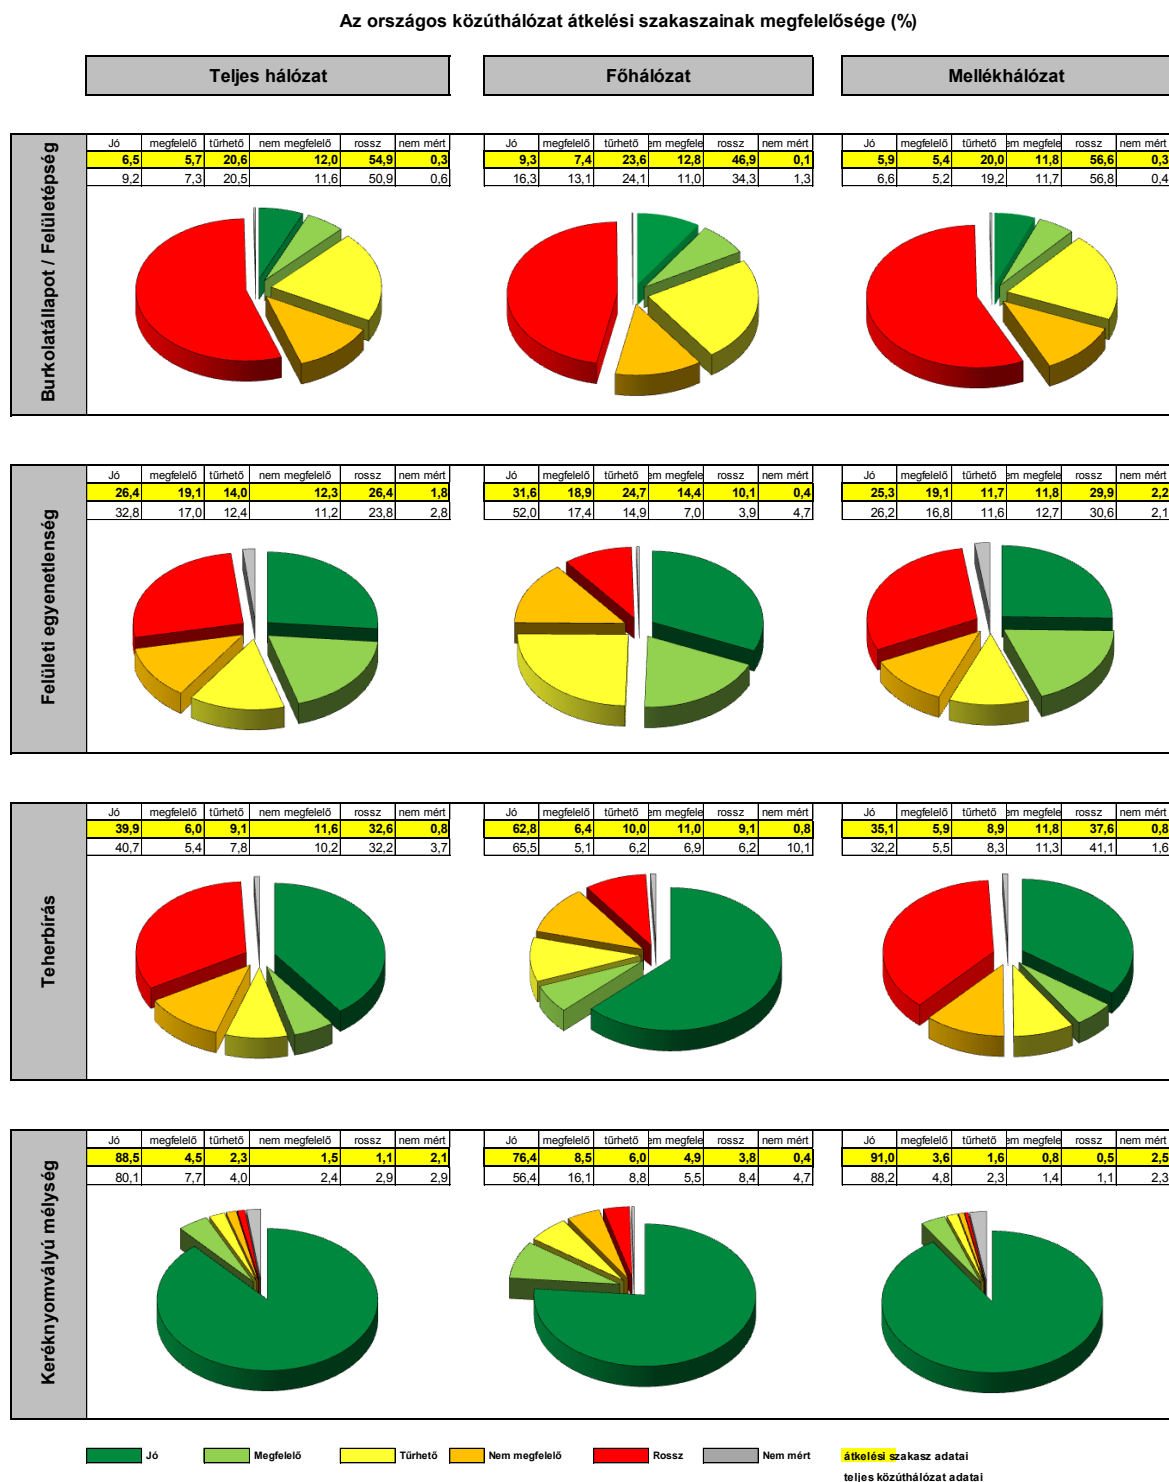 Az országos közúthálózat átkelési szakaszainak megfelelősége (%)
Teljes hálózat Főhálózat Mellékhálózat
Burkolatállapot / Felületépség
Jó megfelelő tűrhető nem megfelelő rossz nem mért Jó megfelelő tűrhető em megfele rossz nem mért Jó megfelelő tűrhető em megfele rossz nem mért
6,5 5,7 20,6 12,0 54,9 0,3 9,3 7,4 23,6 12,8 46,9 0,1 5,9 5,4 20,0 11,8 56,6 0,3
9,2 7,3 20,5 11,6 50,9 0,6 16,3 13,1 24,1 11,0 34,3 1,3 6,6 5,2 19,2 11,7 56,8 0,4
Felületi egyenetlenség
Jó megfelelő tűrhető nem megfelelő rossz nem mért Jó megfelelő tűrhető em megfele rossz nem mért Jó megfelelő tűrhető em megfele rossz nem mért
26,4 19,1 14,0 12,3 26,4 1,8 31,6 18,9 24,7 14,4 10,1 0,4 25,3 19,1 11,7 11,8 29,9 2,2
32,8 17,0 12,4 11,2 23,8 2,8 52,0 17,4 14,9 7,0 3,9 4,7 26,2 16,8 11,6 12,7 30,6 2,1
Teherbírás
Jó megfelelő tűrhető nem megfelelő rossz nem mért Jó megfelelő tűrhető em megfele rossz nem mért Jó megfelelő tűrhető em megfele rossz nem mért
39,9 6,0 9,1 11,6 32,6 0,8 62,8 6,4 10,0 11,0 9,1 0,8 35,1 5,9 8,9 11,8 37,6 0,8
40,7 5,4 7,8 10,2 32,2 3,7 65,5 5,1 6,2 6,9 6,2 10,1 32,2 5,5 8,3 11,3 41,1 1,6
Keréknyomvályú mélység
Jó megfelelő tűrhető nem megfelelő rossz nem mért Jó megfelelő tűrhető em megfele rossz nem mért Jó megfelelő tűrhető em megfele rossz nem mért
88,5 4,5 2,3 1,5 1,1 2,1 76,4 8,5 6,0 4,9 3,8 0,4 91,0 3,6 1,6 0,8 0,5 2,5
80,1 7,7 4,0 2,4 2,9 2,9 56,4 16,1 8,8 5,5 8,4 4,7 88,2 4,8 2,3 1,4 1,1 2,3
Jó Megfelelő Tűrhető Nem megfelelő Rossz Nem mért átkelési szakasz adatai
teljes közúthálózat adatai